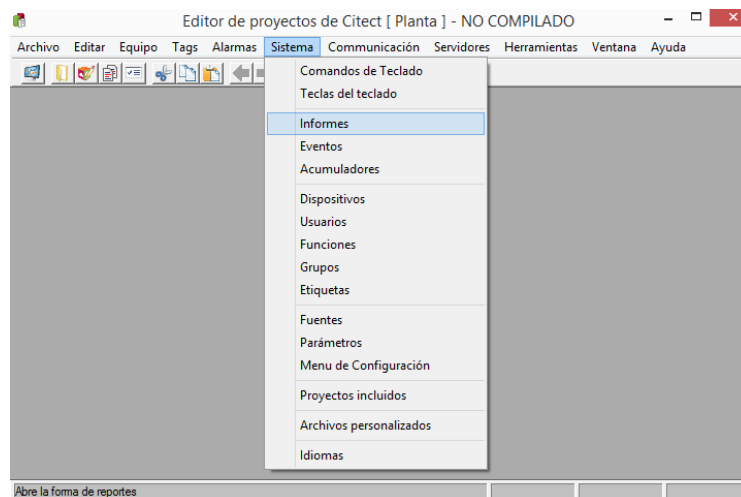 Editor de proyectos de Citect [ Planta ] - NO COMPILADO
Archivo Editar Equipo Tags Alarmas Sistema Communicación Servidores Herramientas Ventana Ayuda
Comandos de Teclado
Teclas del teclado
Informes
Eventos
Acumuladores
Dispositivos
Usuarios
Funciones
Grupos
Etiquetas
Fuentes
Parámetros
Menu de Configuración
Proyectos incluidos
Archivos personalizados
Idiomas
Abre la forma de reportes